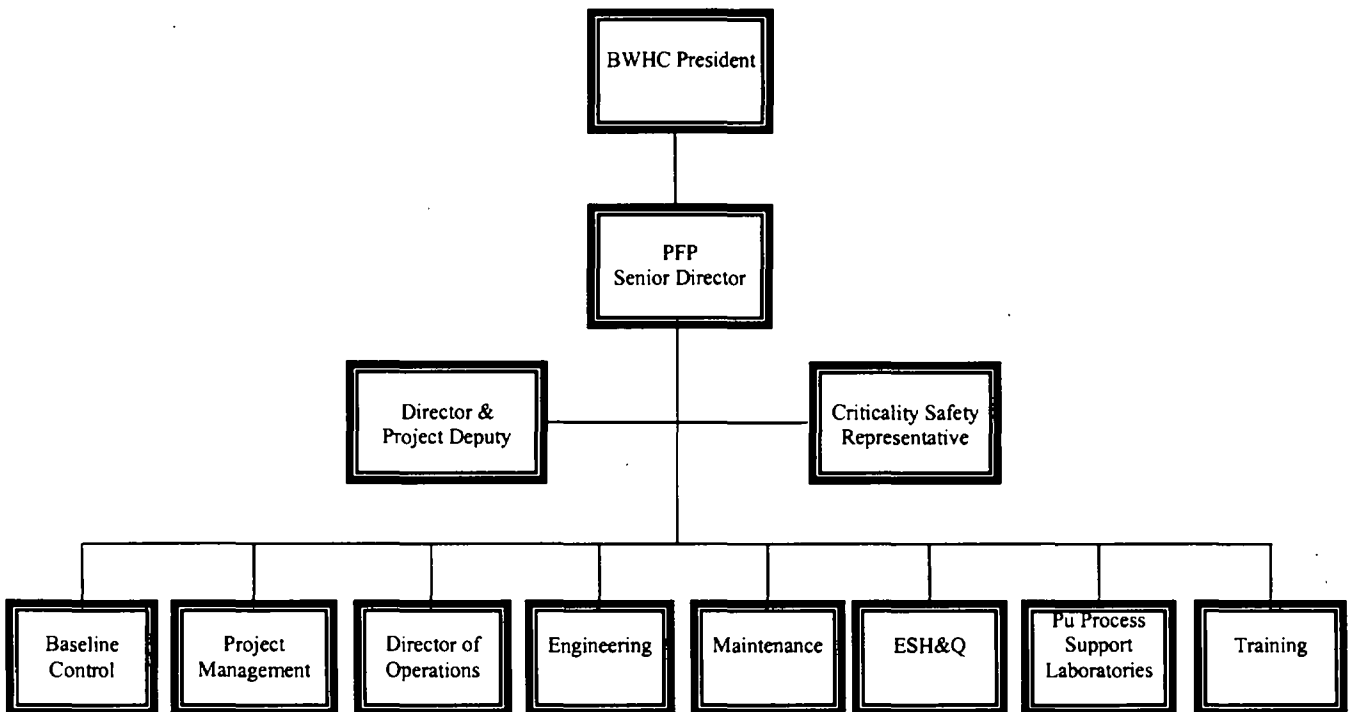 BWHC President
PFP
Senior Director
Director &
Project Deputy
Criticality Safety
Representative
Baseline
Control
Project
Management
Director of
Operations
Engineering
Maintenance
ESH&Q
Pu Process
Support
Laboratories
Training